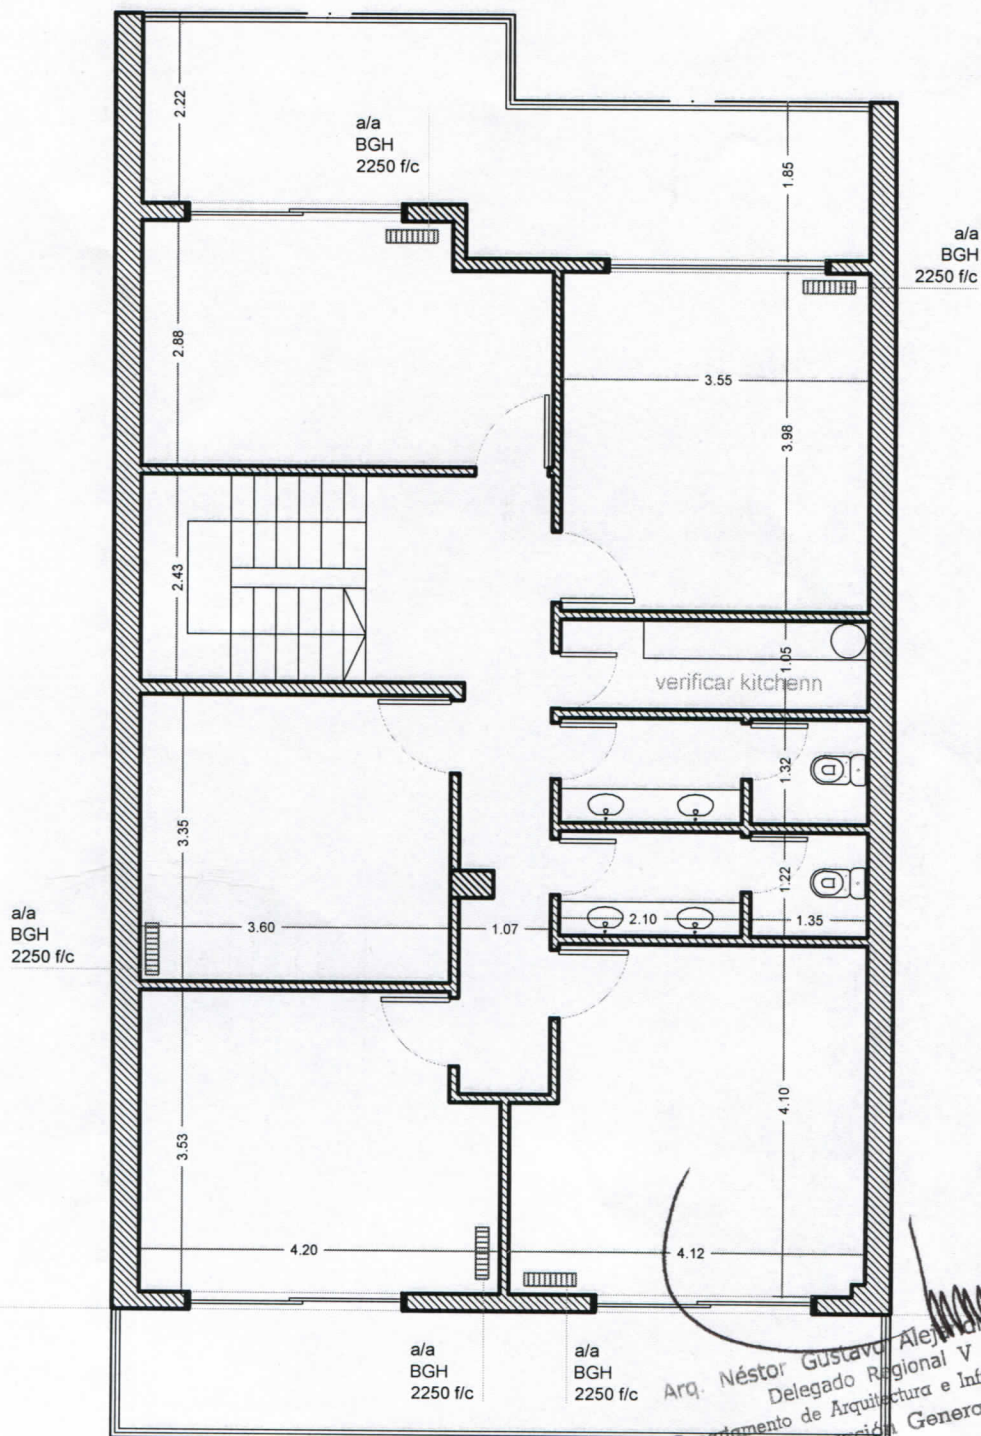 2.22
a/a
BGH
2250 f/c
1.85
a/a
BGH
2250 f/c
2.88
3.55
3.98
2.43
1.05
verificar kitchenn
1.32
3.35
1.22
a/a
BGH
2250 f/c
3.60
1.07
2.10
1.35
4.10
3.53
4.20
4.12
a/a
BGH
2250 f/c
a/a
BGH
2250 f/c
Arq. Néstor Gustavo
Delegado Regional V
de Arquitectura e
General